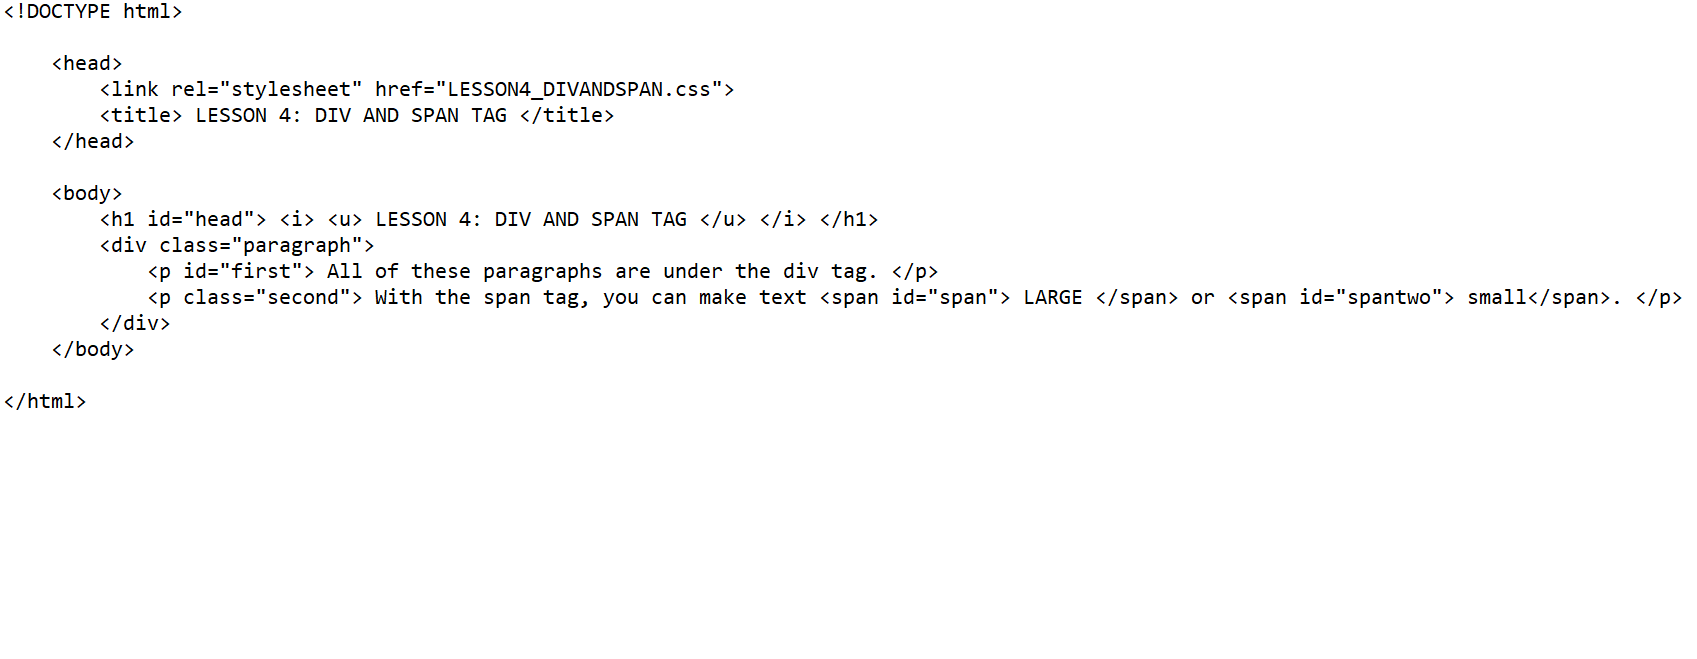 <!DOCTYPE html>
<head>
<link rel="stylesheet" href="LESSON4_DIVANDSPAN.css">
<title> LESSON 4: DIV AND SPAN TAG </title>
</head>
<body>
<h1 id="head"> <i> <u> LESSON 4: DIV AND SPAN TAG </u> </i> </h1>
<div class="paragraph">
<p id="first"> All of these paragraphs are under the div tag. </p>
<p class="second"> With the span tag, you can make text <span id="span"> LARGE </span> or <span id="spantwo"> small</span>. </p>
</div>
</body>
</html>